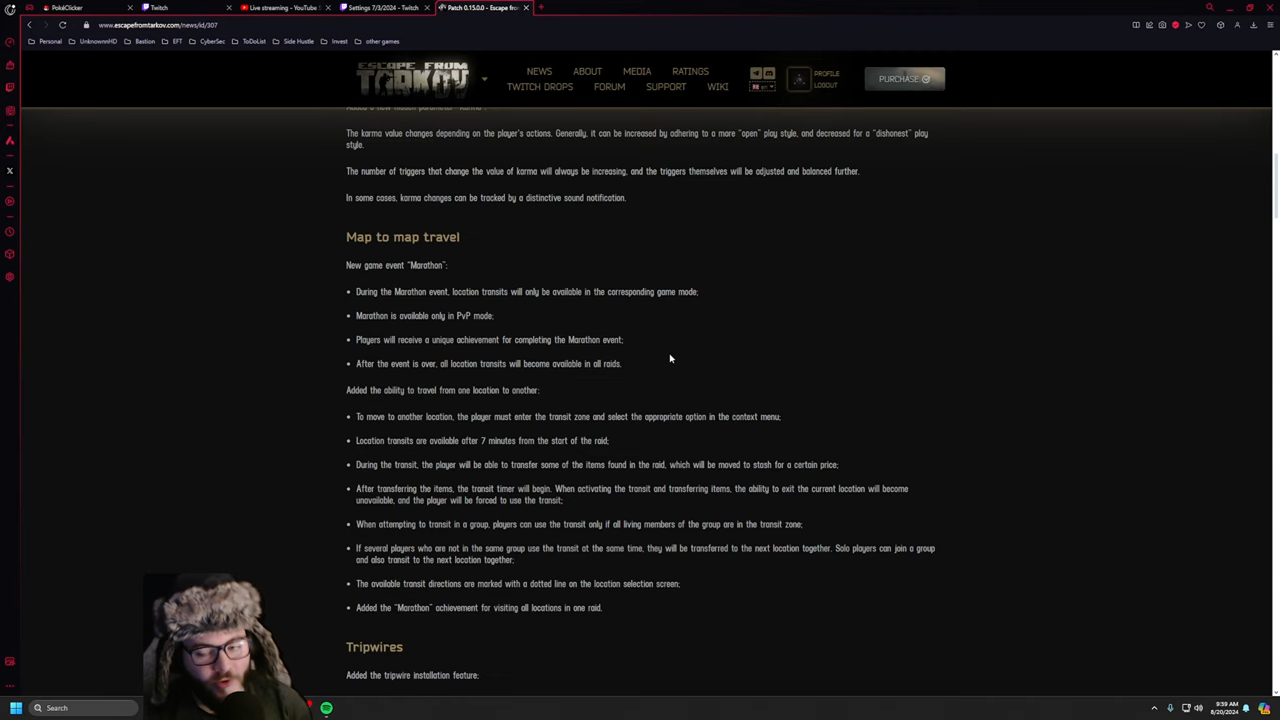 PokéClicker
Twitch
Live streaming - YouTube S
Settings 7/3/2024 - Twitch
Patch 0.15.0.0 - Escape from
www.escapefromtarkov.com/news/id/307
Personal
UnknownnHD
Bastion
EFT
CyberSec
ToDoList
Side Hustle
Invest
other games
ESCAPE FROM
TARKOV
NEWS
ABOUT
MEDIA
RATINGS
TWITCH DROPS
FORUM
SUPPORT
WIKI
PROFILE
LOGOUT
PURCHASE
Added a new hidden parameter "Karma".
The karma value changes depending on the player's actions. Generally, it can be increased by adhering to a more "open" play style, and decreased for a "dishonest" play
style.
The number of triggers that change the value of karma will always be increasing, and the triggers themselves will be adjusted and balanced further.
In some cases, karma changes can be tracked by a distinctive sound notification.
Map to map travel
New game event "Marathon":
• During the Marathon event, location transits will only be available in the corresponding game mode;
• Marathon is available only in PvP mode;
• Players will receive a unique achievement for completing the Marathon event;
• After the event is over, all location transits will become available in all raids.
Added the ability to travel from one location to another:
• To move to another location, the player must enter the transit zone and select the appropriate option in the context menu;
• Location transits are available after 7 minutes from the start of the raid;
• During the transit, the player will be able to transfer some of the items found in the raid, which will be moved to stash for a certain price;
• After transferring the items, the transit timer will begin. When activating the transit and transferring items, the ability to exit the current location will become
unavailable, and the player will be forced to use the transit;
• When attempting to transit in a group, players can use the transit only if all living members of the group are in the transit zone;
• If several players who are not in the same group use the transit at the same time, they will be transferred to the next location together. Solo players can join a group
and also transit to the next location together;
• The available transit directions are marked with a dotted line on the location selection screen;
• Added the "Marathon" achievement for visiting all locations in one raid.
Tripwires
Added the tripwire installation feature:
Search
9:39 AM
8/20/2024